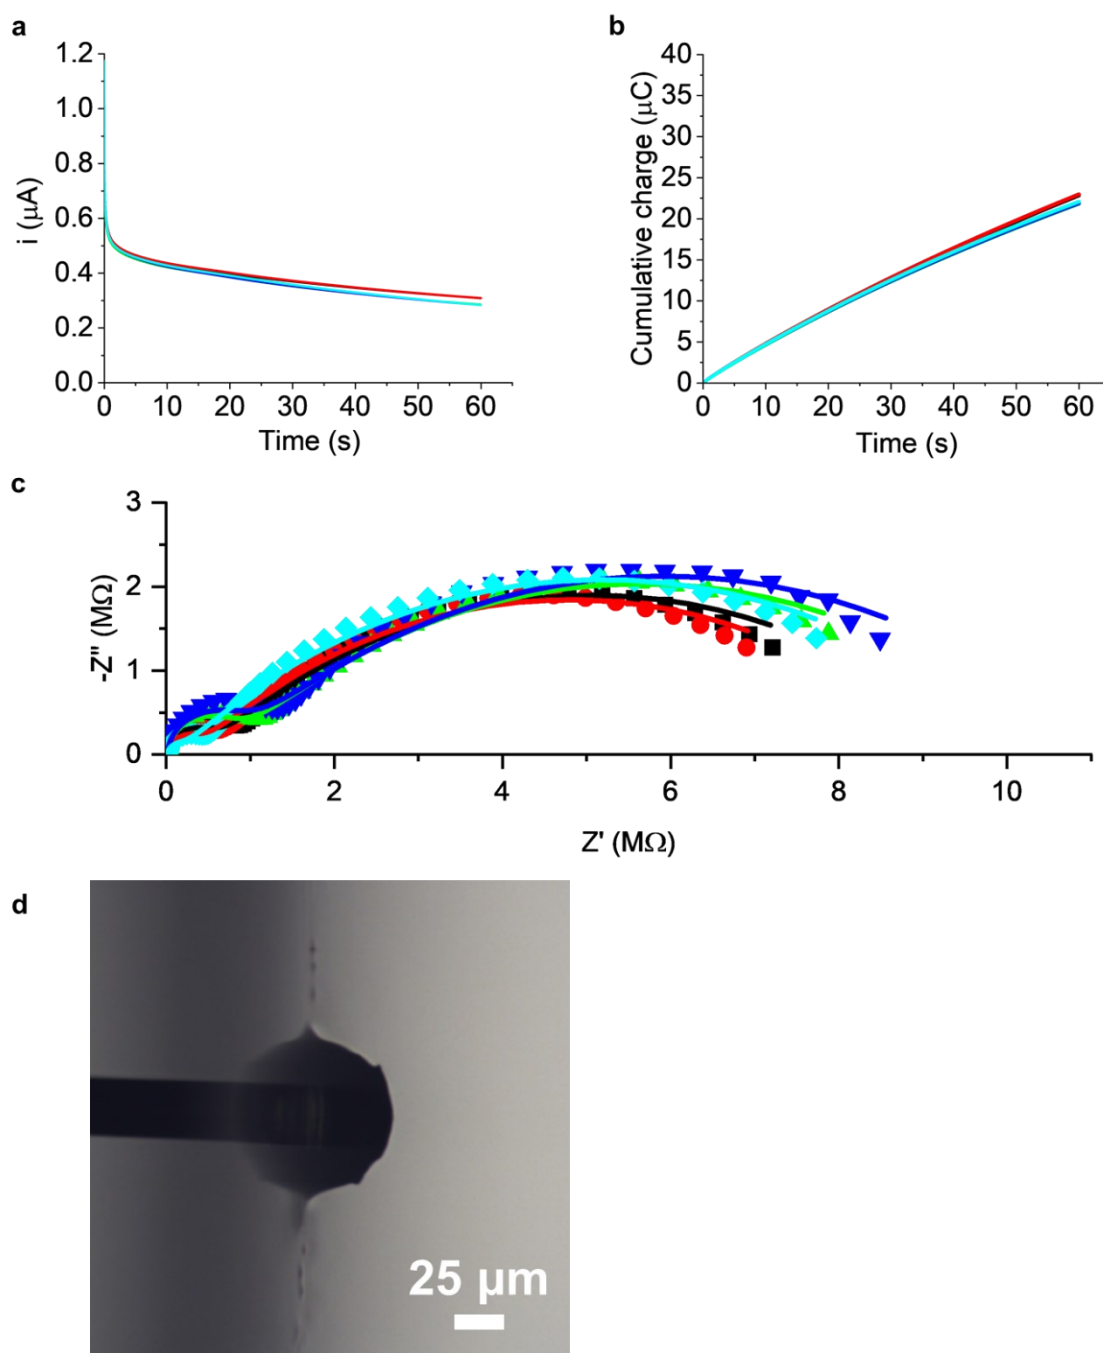 a
1.2
1.0
0.8
0.6
0.4
0.2
0.0
i (μA)
0 10 20 30 40 50 60
Time (s)
b
40
35
30
25
20
15
10
5
0
Cumulative charge (μC)
0 10 20 30 40 50 60
Time (s)
c
3
2
1
0
-Z" (MΩ)
0 2 4 6 8 10
Z' (MΩ)
d
25 μm